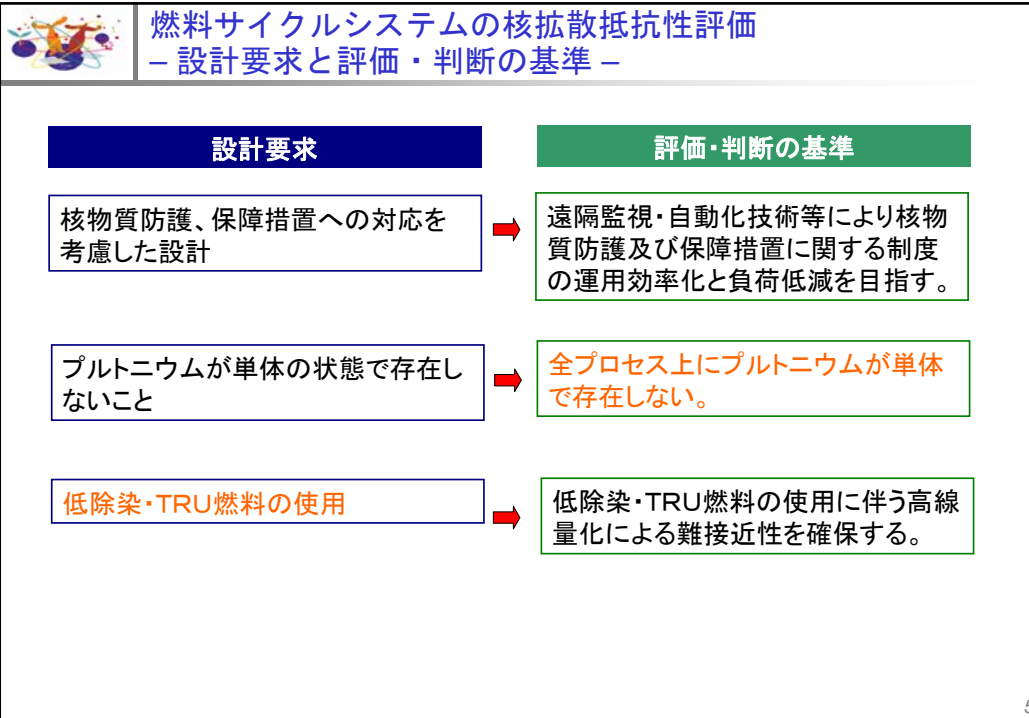 燃料サイクルシステムの核拡散抵抗性評価
– 設計要求と評価・判断の基準 –
設計要求
評価・判断の基準
核物質防護、保障措置への対応を
考慮した設計
遠隔監視・自動化技術等により核物
質防護及び保障措置に関する制度
の運用効率化と負荷低減を目指す。
プルトニウムが単体の状態で存在し
ないこと
全プロセス上にプルトニウムが単体
で存在しない。
低除染・TRU燃料の使用
低除染・TRU燃料の使用に伴う高線
量化による難接近性を確保する。